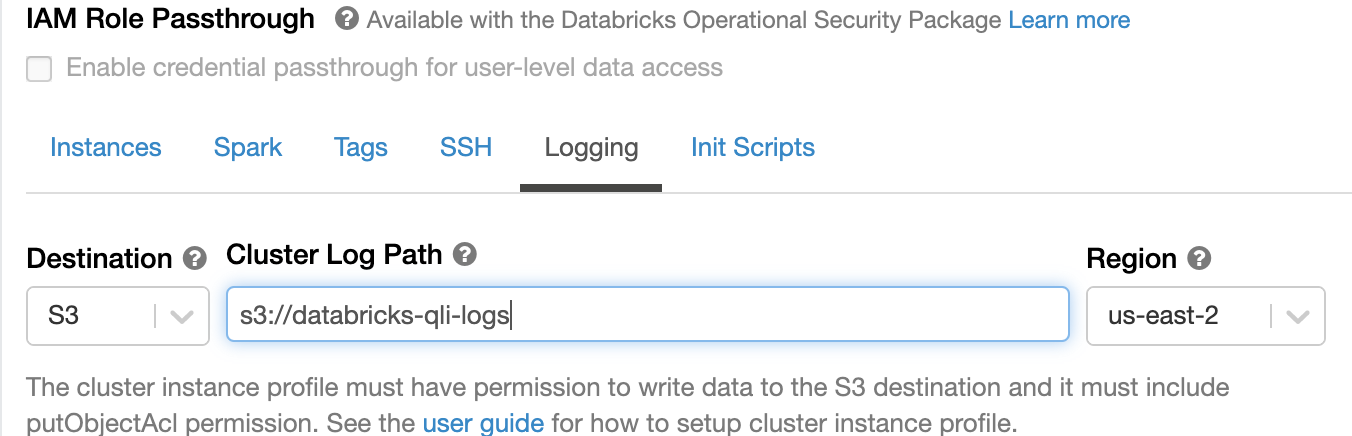 IAM Role Passthrough Available with the Databricks Operational Security Package Learn more
Enable credential passthrough for user-level data access
Instances Spark Tags SSH Logging Init Scripts
Destination Cluster Log Path Region
S3 s3://databricks-qli-logs us-east-2
The cluster instance profile must have permission to write data to the S3 destination and it must include
putObjectAcl permission. See the user guide for how to setup cluster instance profile.